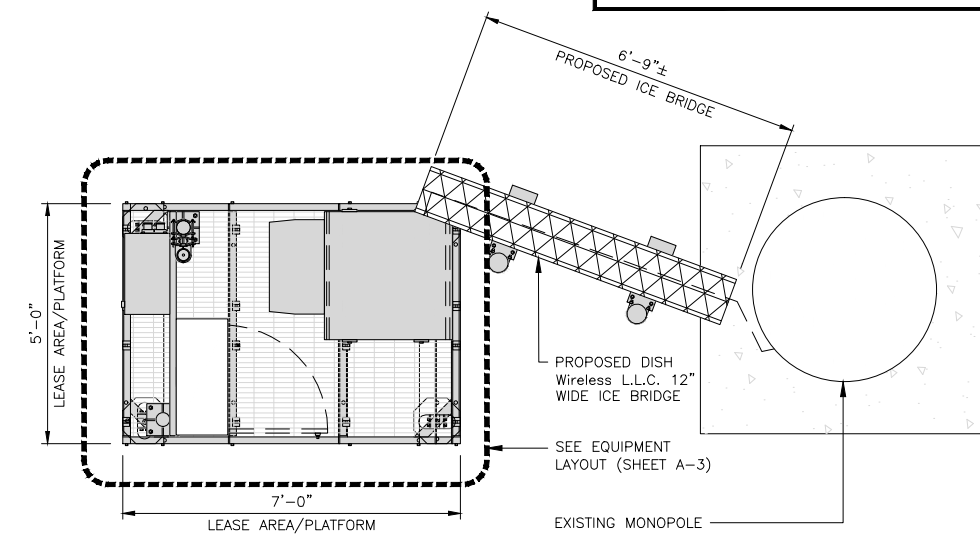 6'-9"±
PROPOSED ICE BRIDGE
5'-0"
LEASE AREA/PLATFORM
PROPOSED DISH
Wireless L.L.C. 12"
WIDE ICE BRIDGE
SEE EQUIPMENT
LAYOUT (SHEET A-3)
7'-0"
LEASE AREA/PLATFORM
EXISTING MONOPOLE